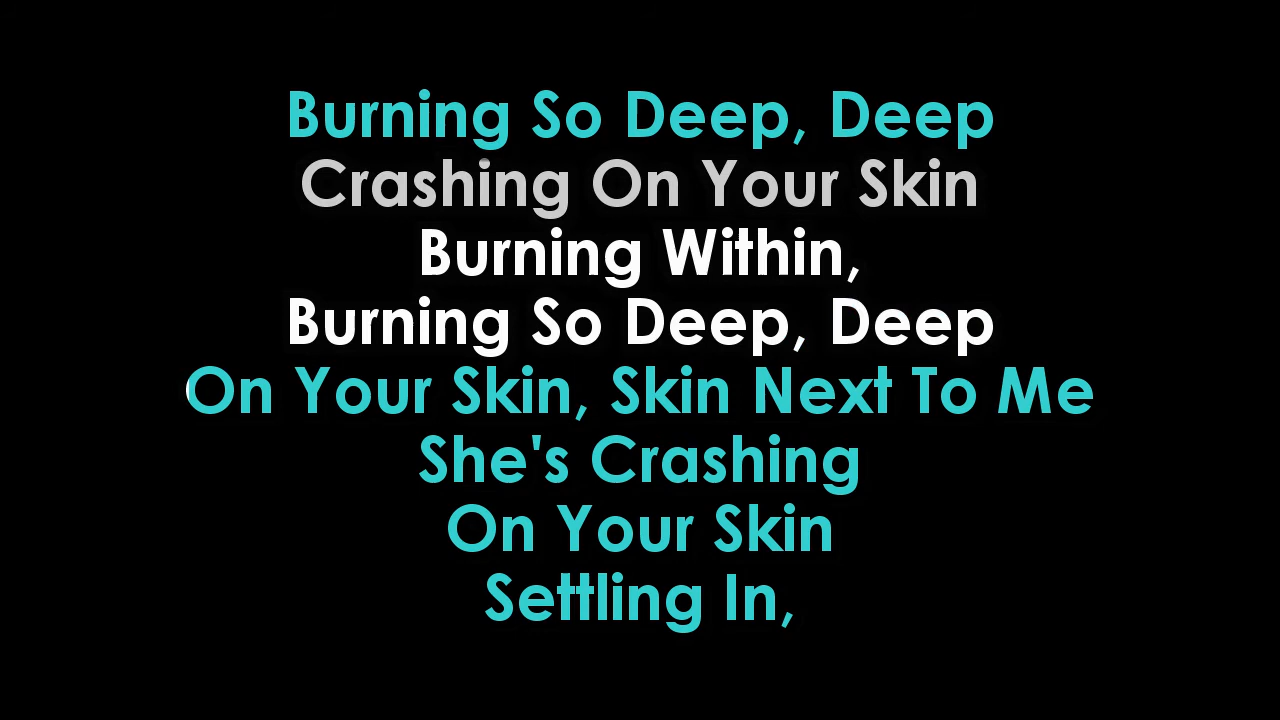 Burning So Deep, Deep
Crashing On Your Skin
Burning Within,
Burning So Deep, Deep
On Your Skin, Skin Next To Me
She's Crashing
On Your Skin
Settling In,